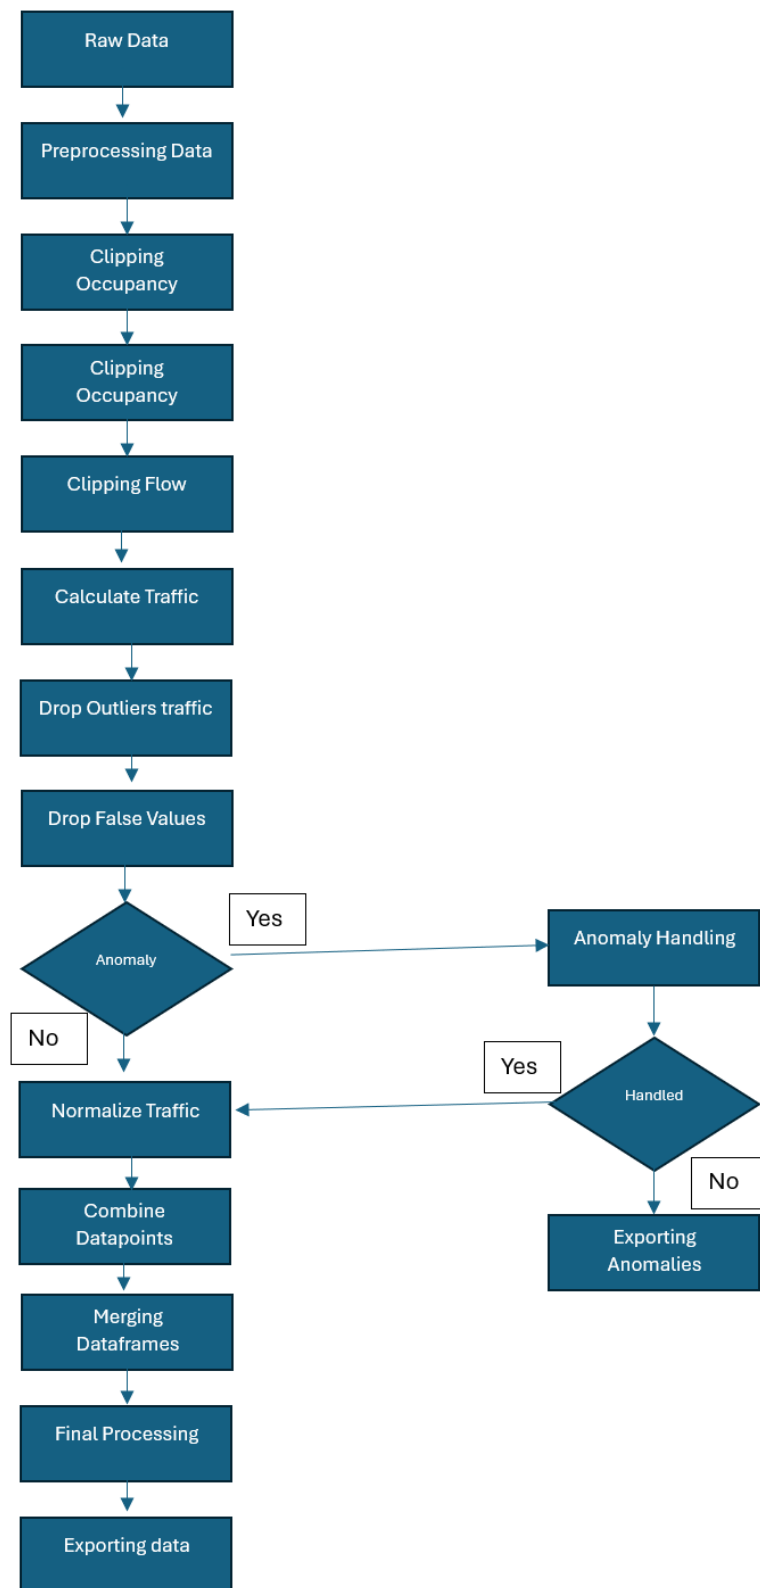 Raw Data
Preprocessing Data
Clipping
Occupancy
Clipping
Occupancy
Clipping Flow
Calculate Traffic
Drop Outliers traffic
Drop False Values
Yes
Anomaly
Anomaly Handling
No
Yes
Handled
Normalize Traffic
No
Combine
Datapoints
Exporting
Anomalies
Merging
Dataframes
Final Processing
Exporting data